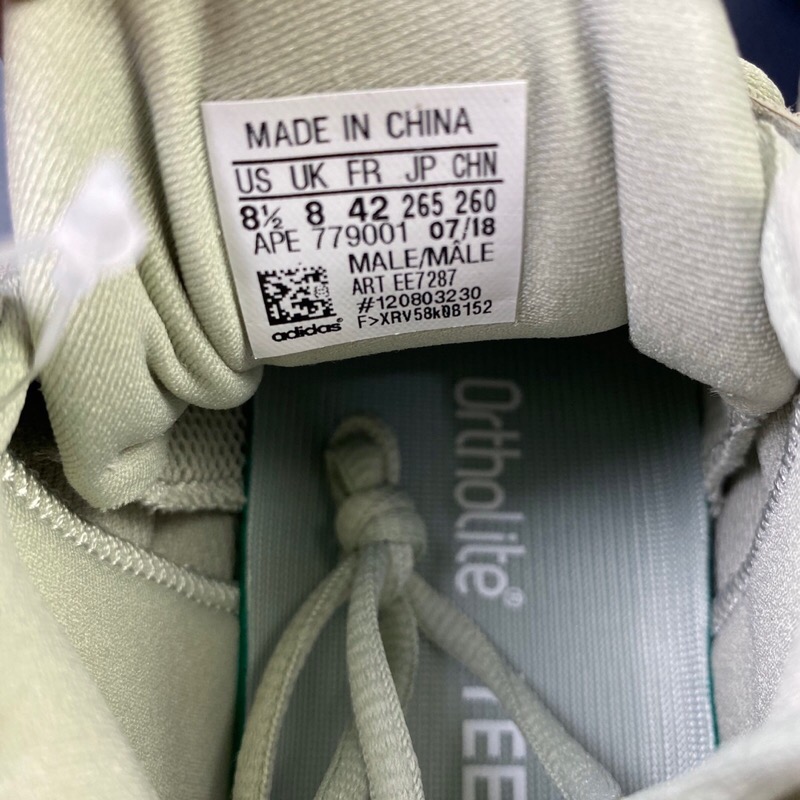 MADE IN CHINA
US UK FR JP CHN
8½ 8 42 265 260
APE 779001 07/18
MALE/MÂLE
ART EE7287
#120803230
F>XRV58k0B152
adidas®
Ortholite®